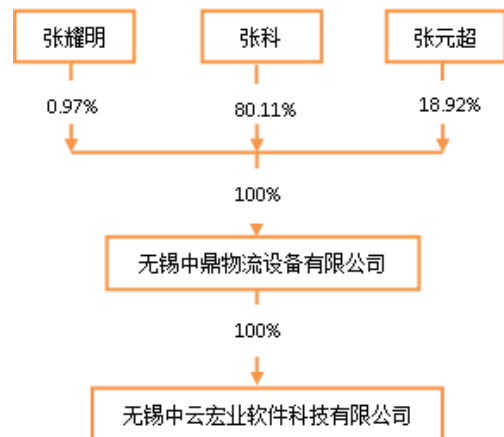 张耀明
张科
张元超
0.97%
80.11%
18.92%
100%
无锡中鼎物流设备有限公司
100%
无锡中云宏业软件科技有限公司